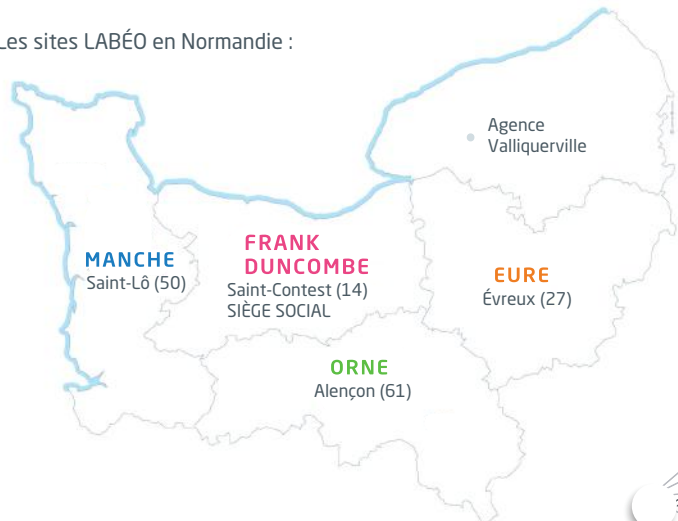 Les sites LABÉO en Normandie :
Agence
Valliquerville
MANCHE
Saint-Lô (50)
FRANK
DUNCOMBE
Saint-Contest (14)
SIÈGE SOCIAL
EURE
Évreux (27)
ORNE
Alençon (61)